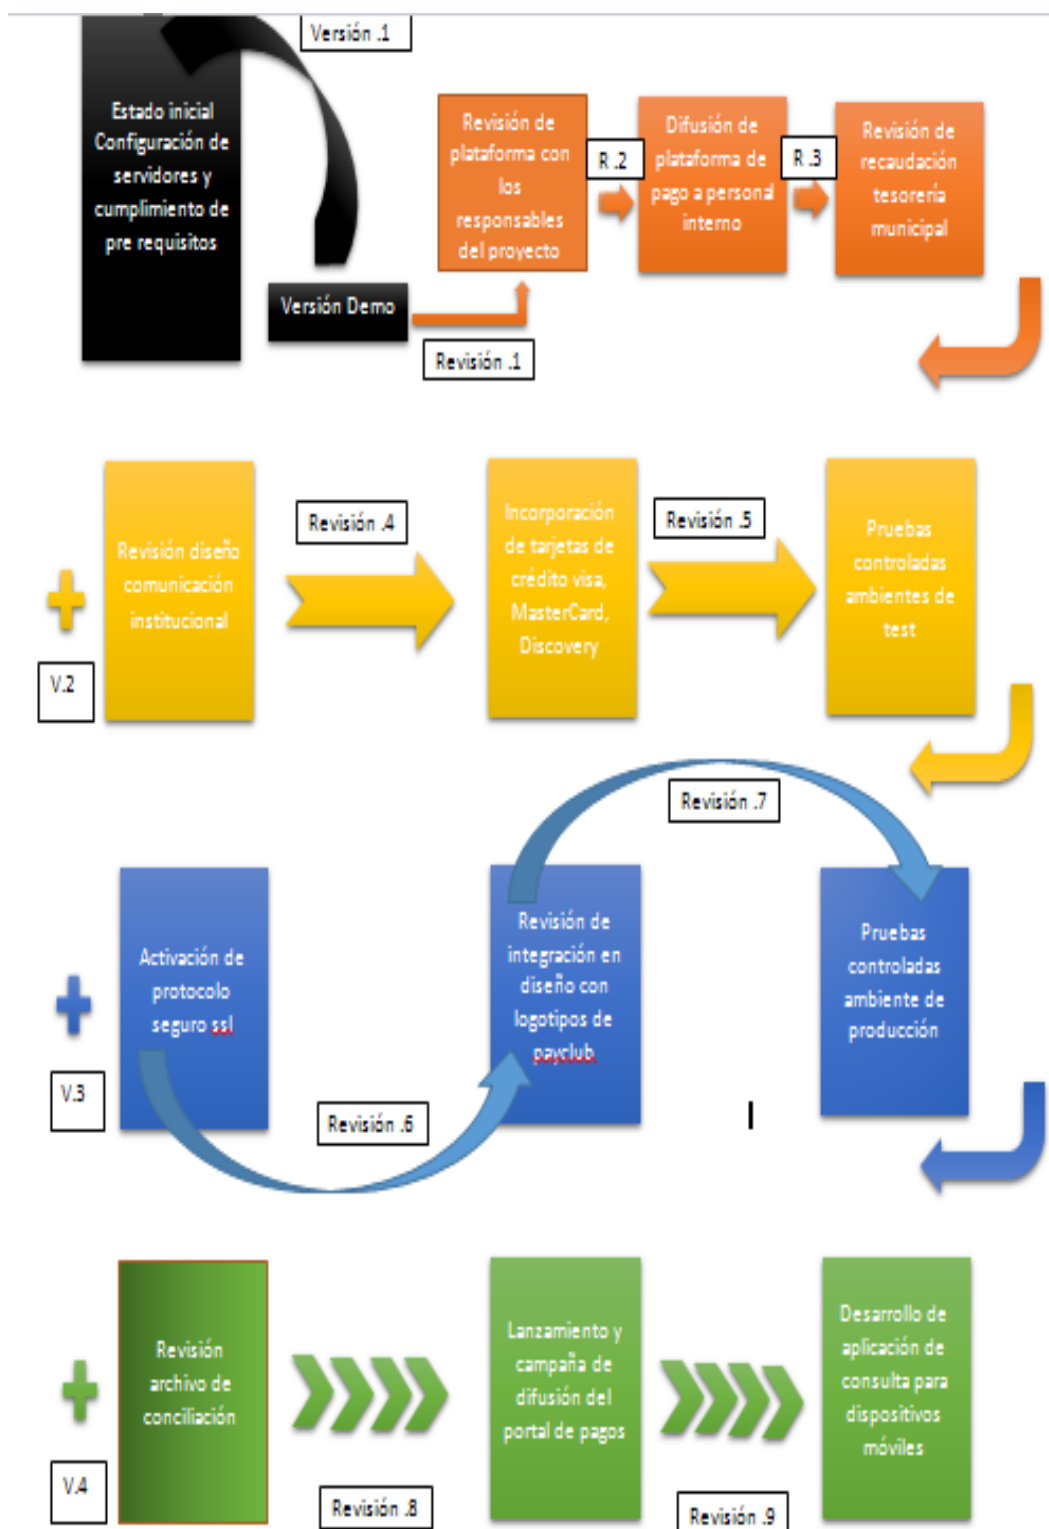 Versión .1
Estado inicial
Configuración de
servidores y
cumplimiento de
pre requisitos
Versión Demo
Revisión .1
Revisión de
plataforma con
los
responsables
del proyecto
R .2
Difusión de
plataforma de
pago a personal
interno
R .3
Revisión de
recaudación
tesorería
municipal
V.2
Revisión diseño
comunicación
institucional
Revisión .4
Incorporación
de tarjetas de
crédito visa,
MasterCard,
Discovery
Revisión .5
Pruebas
controladas
ambientes de
test
V.3
Activación de
protocolo
seguro ssl
Revisión .6
Revisión de
integración en
diseño con
logotipos de
payclub
Revisión .7
Pruebas
controladas
ambiente de
producción
V.4
Revisión
archivo de
conciliación
Revisión .8
Lanzamiento y
campaña de
difusión del
portal de pagos
Revisión .9
Desarrollo de
aplicación de
consulta para
dispositivos
móviles